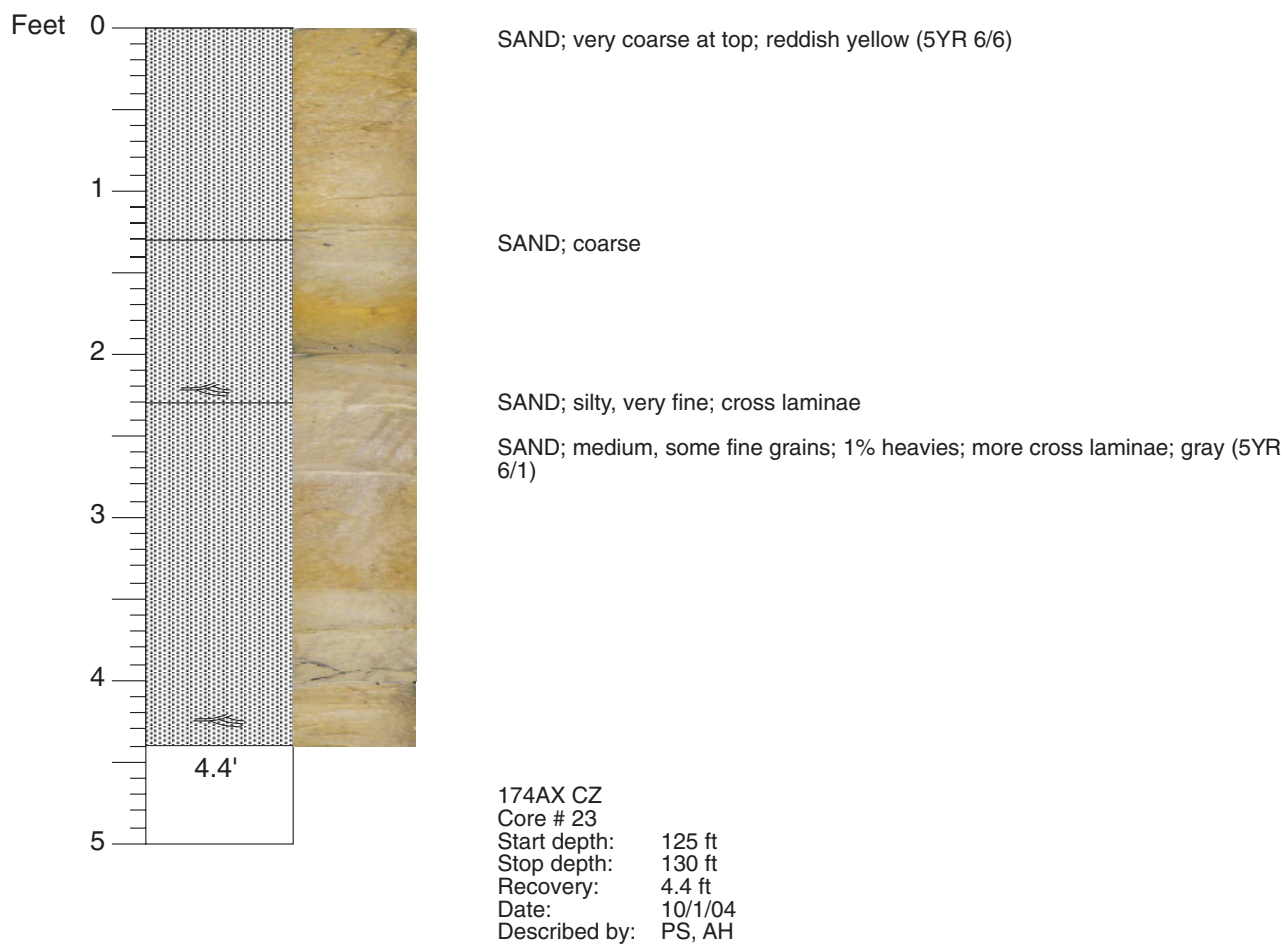 Feet 0
SAND; very coarse at top; reddish yellow (5YR 6/6)
1
SAND; coarse
2
SAND; silty, very fine; cross laminae
SAND; medium, some fine grains; 1% heavies; more cross laminae; gray (5YR
6/1)
3
4
4.4'
5
174AX CZ
Core # 23
Start depth: 125 ft
Stop depth: 130 ft
Recovery: 4.4 ft
Date: 10/1/04
Described by: PS, AH